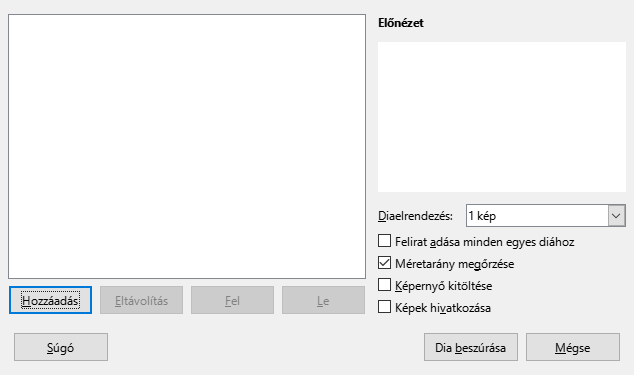 Előnézet
Diaelrendezés: 1 kép
Felirat adása minden egyes diához
Méretarány megőrzése
Képernyő kitöltése
Képek hivatkozása
Hozzáadás Eltávolítás Fel Le
Súgó Dia beszúrása Mégse